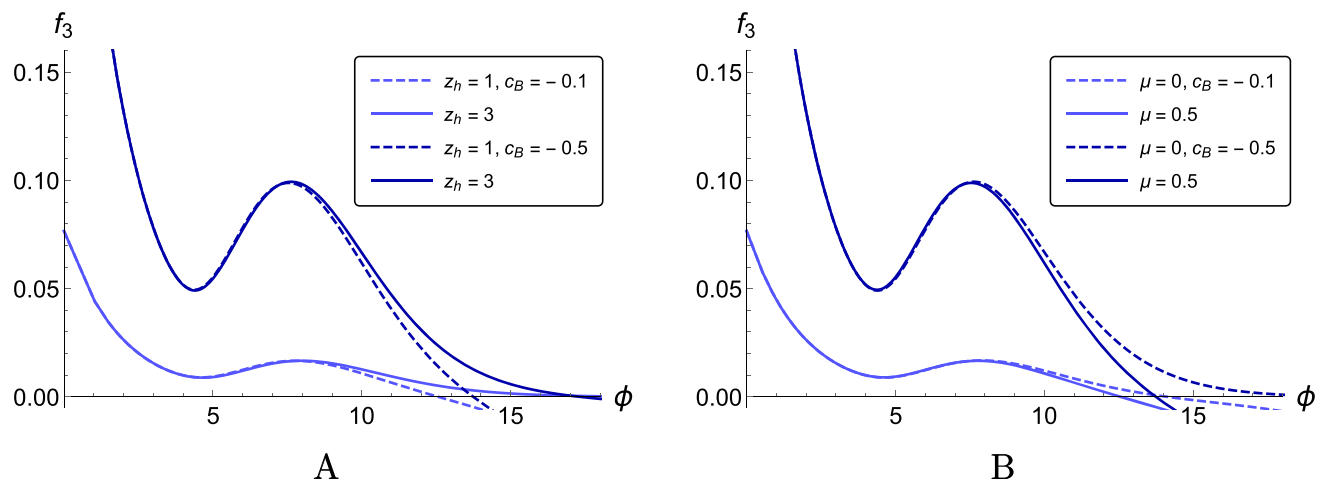 f3
0.15
0.10
0.05
0.00
5
10
15
ϕ
zh = 1, cB = – 0.1
zh = 3
zh = 1, cB = – 0.5
zh = 3
A
f3
0.15
0.10
0.05
0.00
5
10
15
ϕ
μ = 0, cB = – 0.1
μ = 0.5
μ = 0, cB = – 0.5
μ = 0.5
B